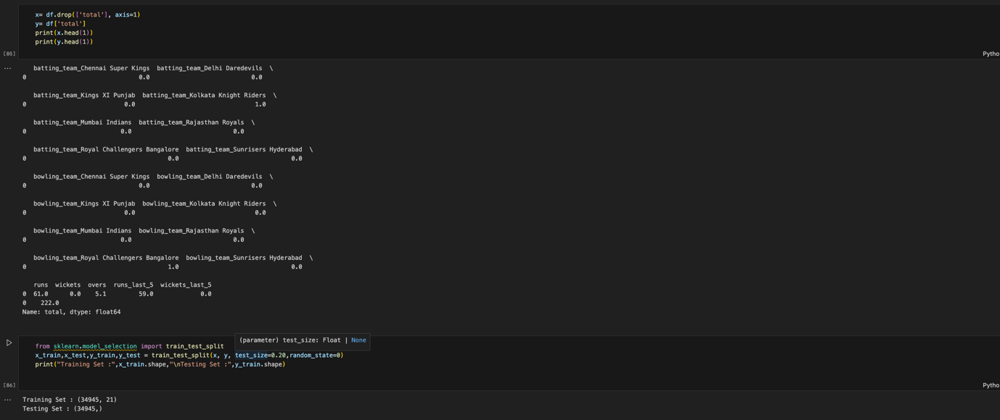 x= df.drop(['total'], axis=1)
y= df['total']
print(x.head(1))
print(y.head(1))
[85]
Pytho
...
batting_team_Chennai Super Kings  batting_team_Delhi Daredevils  \
0                               0.0                            0.0
batting_team_Kings XI Punjab  batting_team_Kolkata Knight Riders  \
0                           0.0                                 1.0
batting_team_Mumbai Indians  batting_team_Rajasthan Royals  \
0                          0.0                            0.0
batting_team_Royal Challengers Bangalore  batting_team_Sunrisers Hyderabad  \
0                                       0.0                               0.0
bowling_team_Chennai Super Kings  bowling_team_Delhi Daredevils  \
0                               0.0                            0.0
bowling_team_Kings XI Punjab  bowling_team_Kolkata Knight Riders  \
0                           0.0                                 0.0
bowling_team_Mumbai Indians  bowling_team_Rajasthan Royals  \
0                          0.0                            0.0
bowling_team_Royal Challengers Bangalore  bowling_team_Sunrisers Hyderabad  \
0                                       1.0                               0.0
runs  wickets  overs  runs_last_5  wickets_last_5
0  61.0      0.0    5.1         59.0             0.0
0    222.0
Name: total, dtype: float64
(parameter) test_size: Float | None
from sklearn.model_selection import train_test_split
x_train,x_test,y_train,y_test = train_test_split(x, y, test_size=0.20,random_state=0)
print("Training Set :",x_train.shape,"\nTesting Set :",y_train.shape)
[86]
Pytho
...
Training Set : (34945, 21)
Testing Set : (34945,)